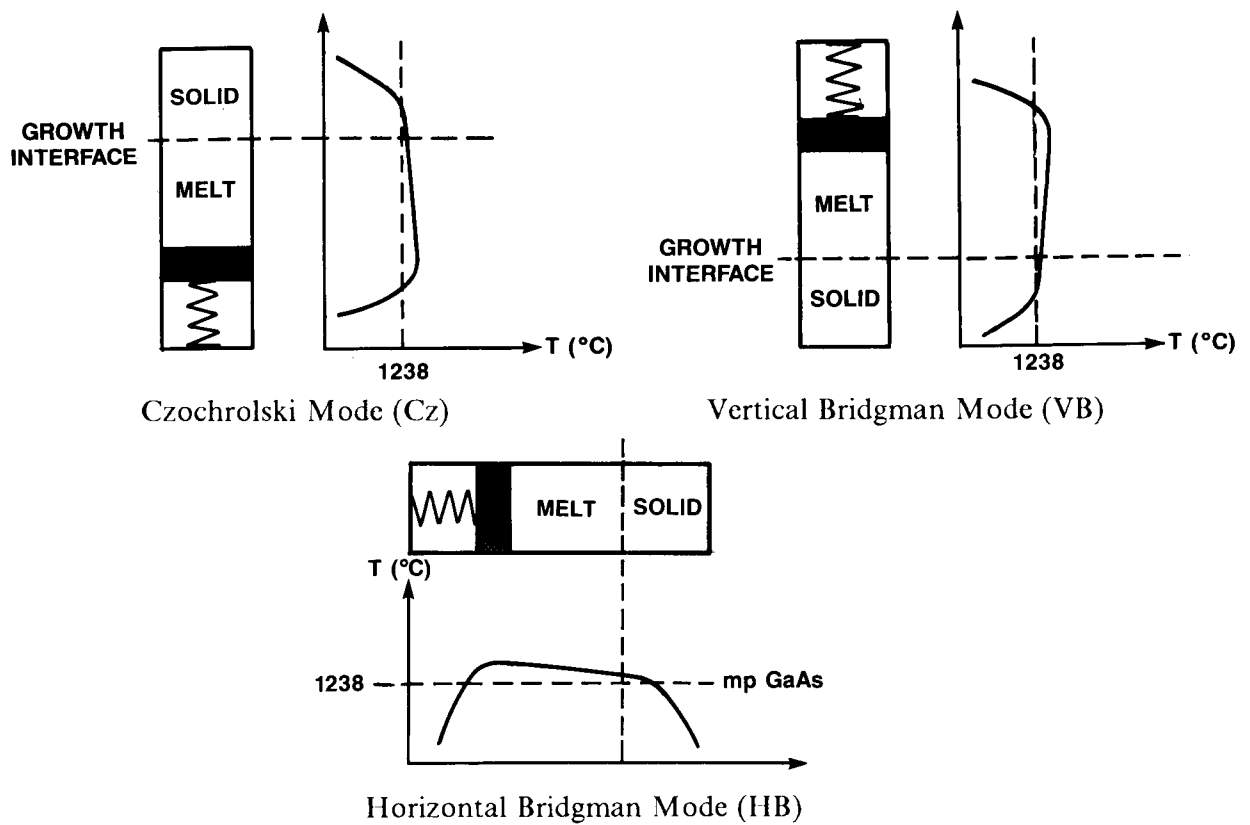 SOLID
GROWTH
INTERFACE
MELT
T (°C)
1238
Czochrolski Mode (Cz)
MELT
GROWTH
INTERFACE
SOLID
T (°C)
1238
Vertical Bridgman Mode (VB)
MELT SOLID
T (°C)
1238 mp GaAs
Horizontal Bridgman Mode (HB)